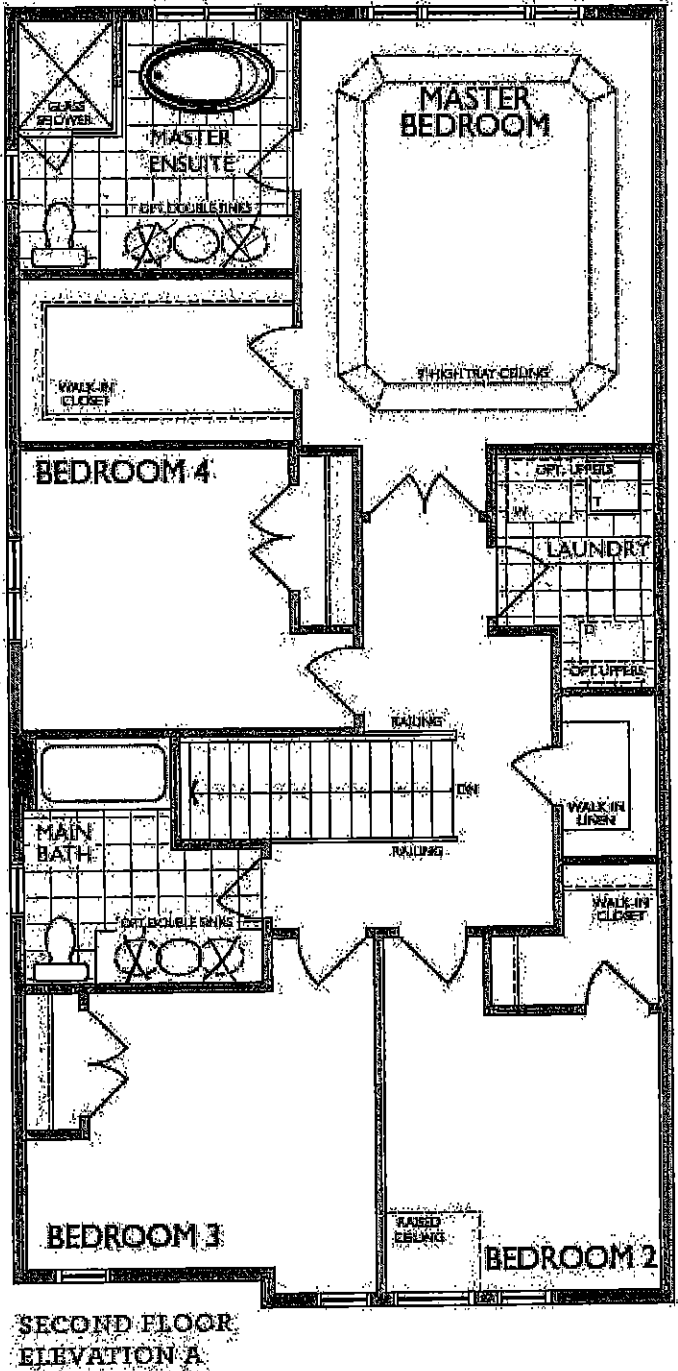 GLASS
SHOWER
MASTER
ENSUITE
OPT. DOUBLE SINKS
MASTER
BEDROOM
9' HIGH TRAY CEILING
WALK-IN
CLOSET
BEDROOM 4
OPT. UPPERS
W
T
LAUNDRY
D
OPT. UPPERS
RAILING
DN
RAILING
WALK IN
LINEN
MAIN
BATH
OPT. DOUBLE SINKS
WALK-IN
CLOSET
BEDROOM 3
RAISED
CEILING
BEDROOM 2
SECOND FLOOR
ELEVATION A